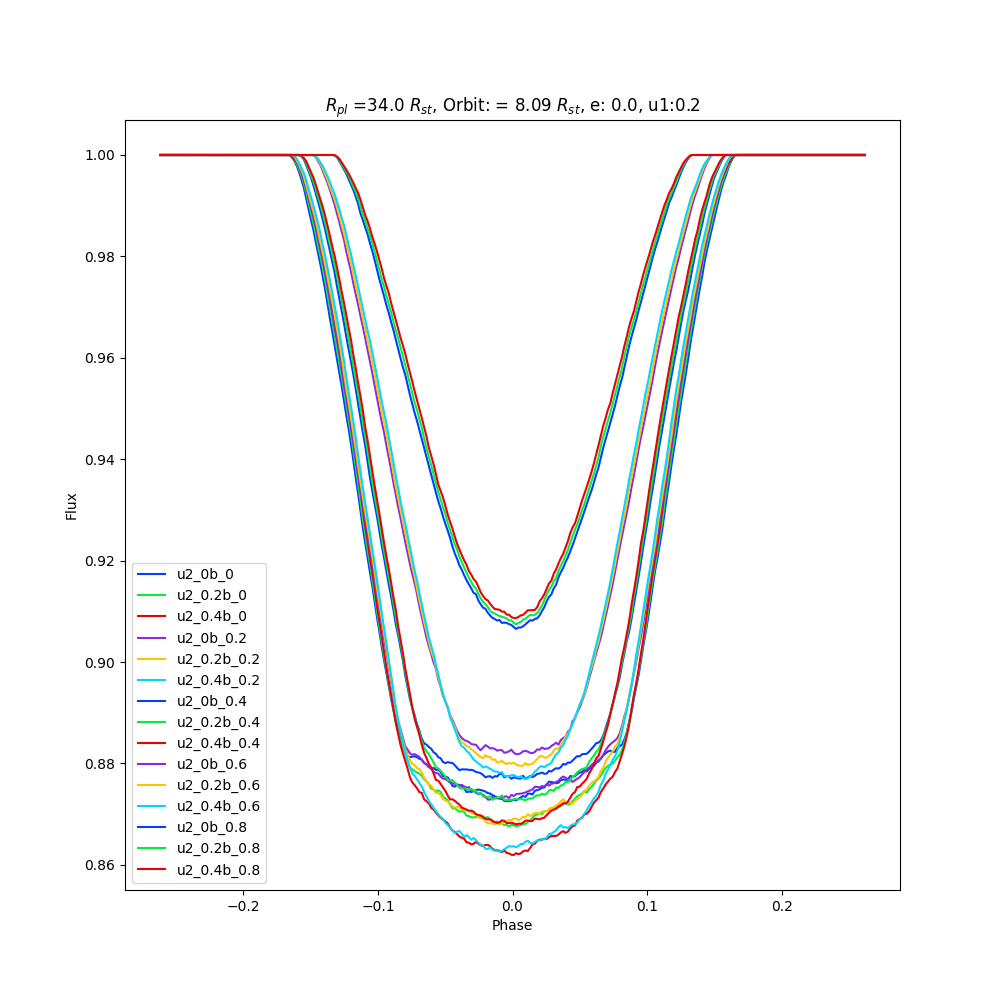 R_pl =34.0 R_st, Orbit: = 8.09 R_st, e: 0.0, u1:0.2
1.00
0.98
0.96
0.94
0.92
0.90
0.88
0.86
Flux
u2_0b_0
u2_0.2b_0
u2_0.4b_0
u2_0b_0.2
u2_0.2b_0.2
u2_0.4b_0.2
u2_0b_0.4
u2_0.2b_0.4
u2_0.4b_0.4
u2_0b_0.6
u2_0.2b_0.6
u2_0.4b_0.6
u2_0b_0.8
u2_0.2b_0.8
u2_0.4b_0.8
−0.2 −0.1 0.0 0.1 0.2
Phase